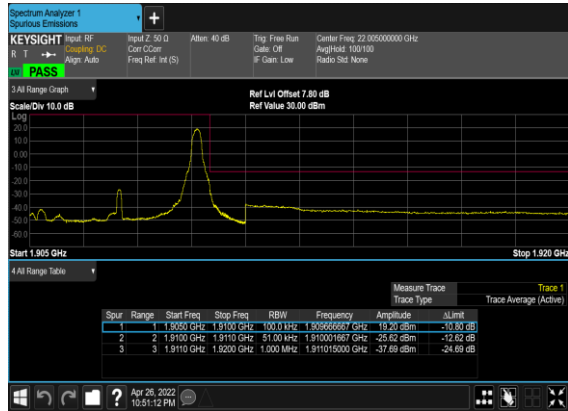 Spectrum Analyzer 1
Spurious Emissions
+
KEYSIGHT Input: RF Input Z: 50 Ω Atten: 40 dB Trig: Free Run Center Freq: 22.005000000 GHz
R T Coupling: DC Corr CCorr Gate: Off Avg|Hold: 100/100
Align: Auto Freq Ref: Int (S) IF Gain: Low Radio Std: None
PASS
3 All Range Graph
Ref Lvl Offset 7.80 dB
Scale/Div 10.0 dB Ref Value 30.00 dBm
Log
20.0
10.0
0.00
-10.0
-20.0
-30.0
-40.0
-50.0
-60.0
Start 1.905 GHz Stop 1.920 GHz
4 All Range Table
Measure Trace Trace 1
Trace Type Trace Average (Active)
Spur Range Start Freq Stop Freq RBW Frequency Amplitude ΔLimit
1 1 1.9050 GHz 1.9100 GHz 100.0 kHz 1.909666667 GHz 19.20 dBm -10.80 dB
2 2 1.9100 GHz 1.9110 GHz 51.00 kHz 1.910001667 GHz -25.62 dBm -12.62 dB
3 3 1.9110 GHz 1.9200 GHz 1.000 MHz 1.911015000 GHz -37.69 dBm -24.69 dB
? Apr 26, 2022
10:51:12 PM